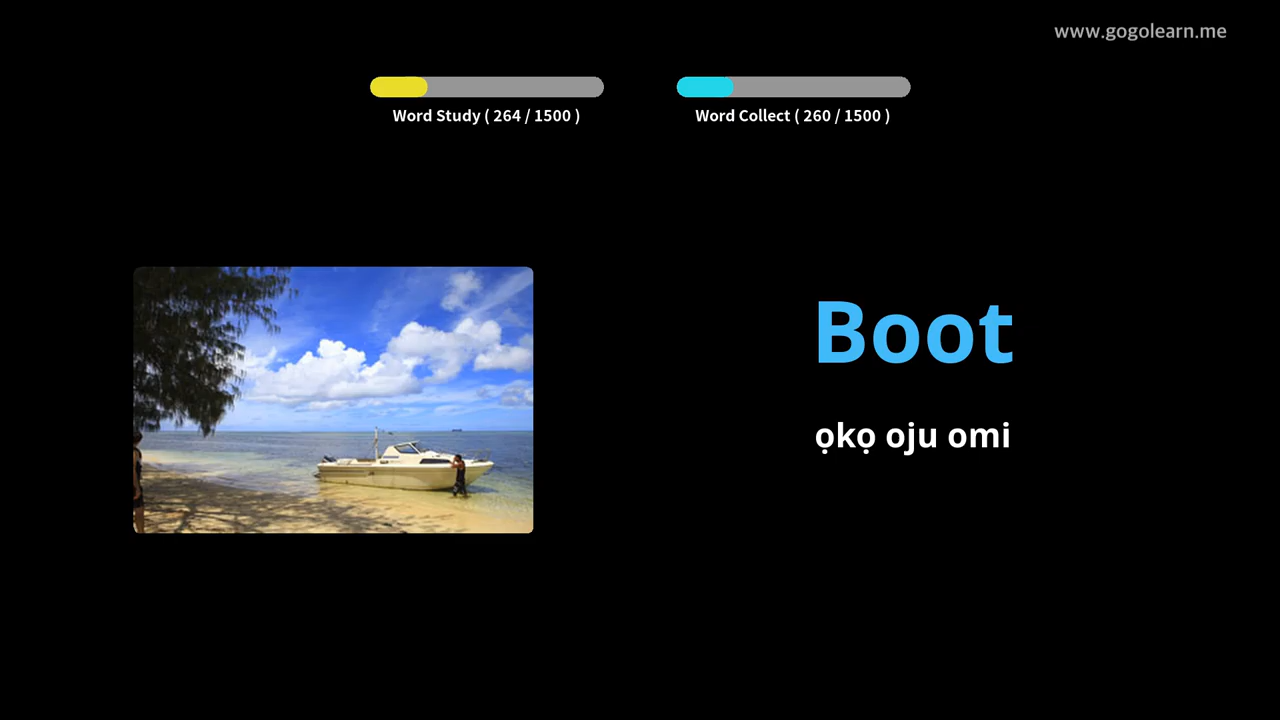 www.gogolearn.me
Word Study ( 264 / 1500 )
Word Collect ( 260 / 1500 )
Boot
ọkọ oju omi